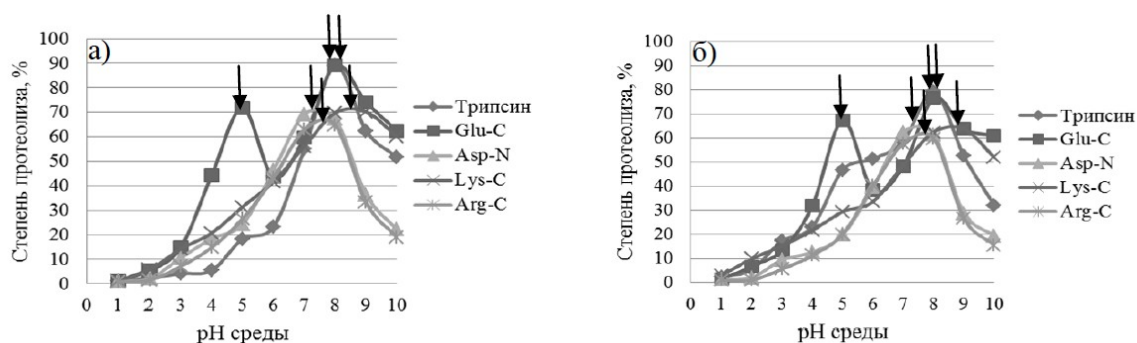 а)
Степень протеолиза, %
100
90
80
70
60
50
40
30
20
10
0
0 1 2 3 4 5 6 7 8 9 10
pH среды
Трипсин
Glu-C
Asp-N
Lys-C
Arg-C
б)
Степень протеолиза, %
100
90
80
70
60
50
40
30
20
10
0
0 1 2 3 4 5 6 7 8 9 10
pH среды
Трипсин
Glu-C
Asp-N
Lys-C
Arg-C